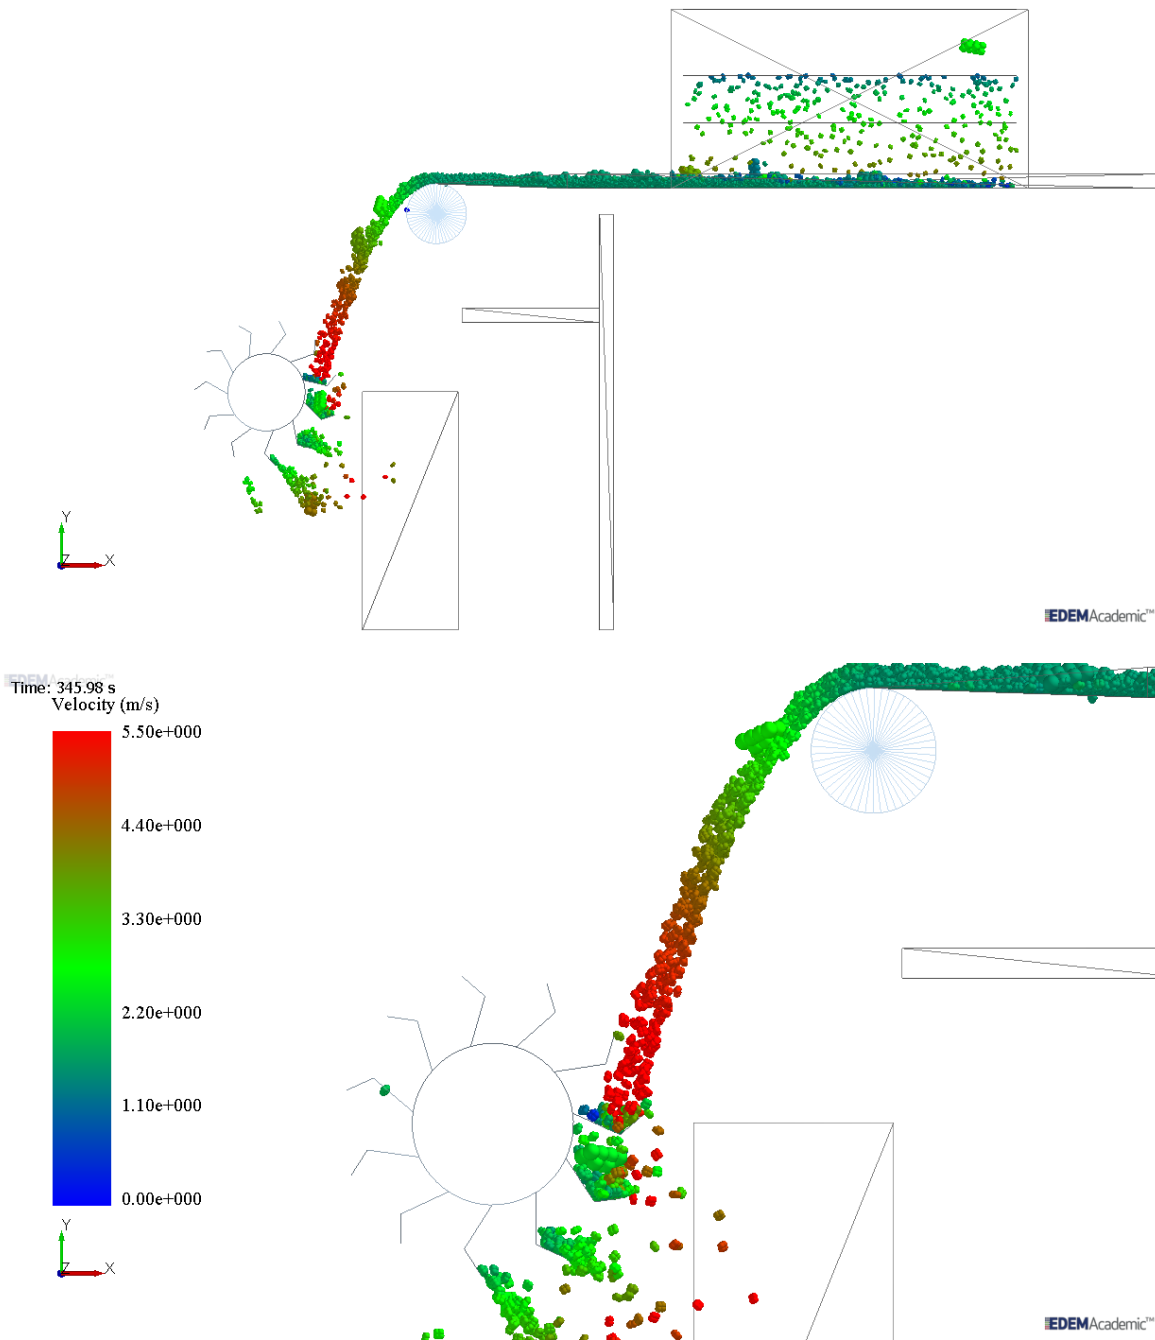 Y
Z
X
EDEMAcademic™
EDEMAcademic™
Time: 345.98 s
Velocity (m/s)
5.50e+000
4.40e+000
3.30e+000
2.20e+000
1.10e+000
0.00e+000
Y
Z
X
EDEMAcademic™